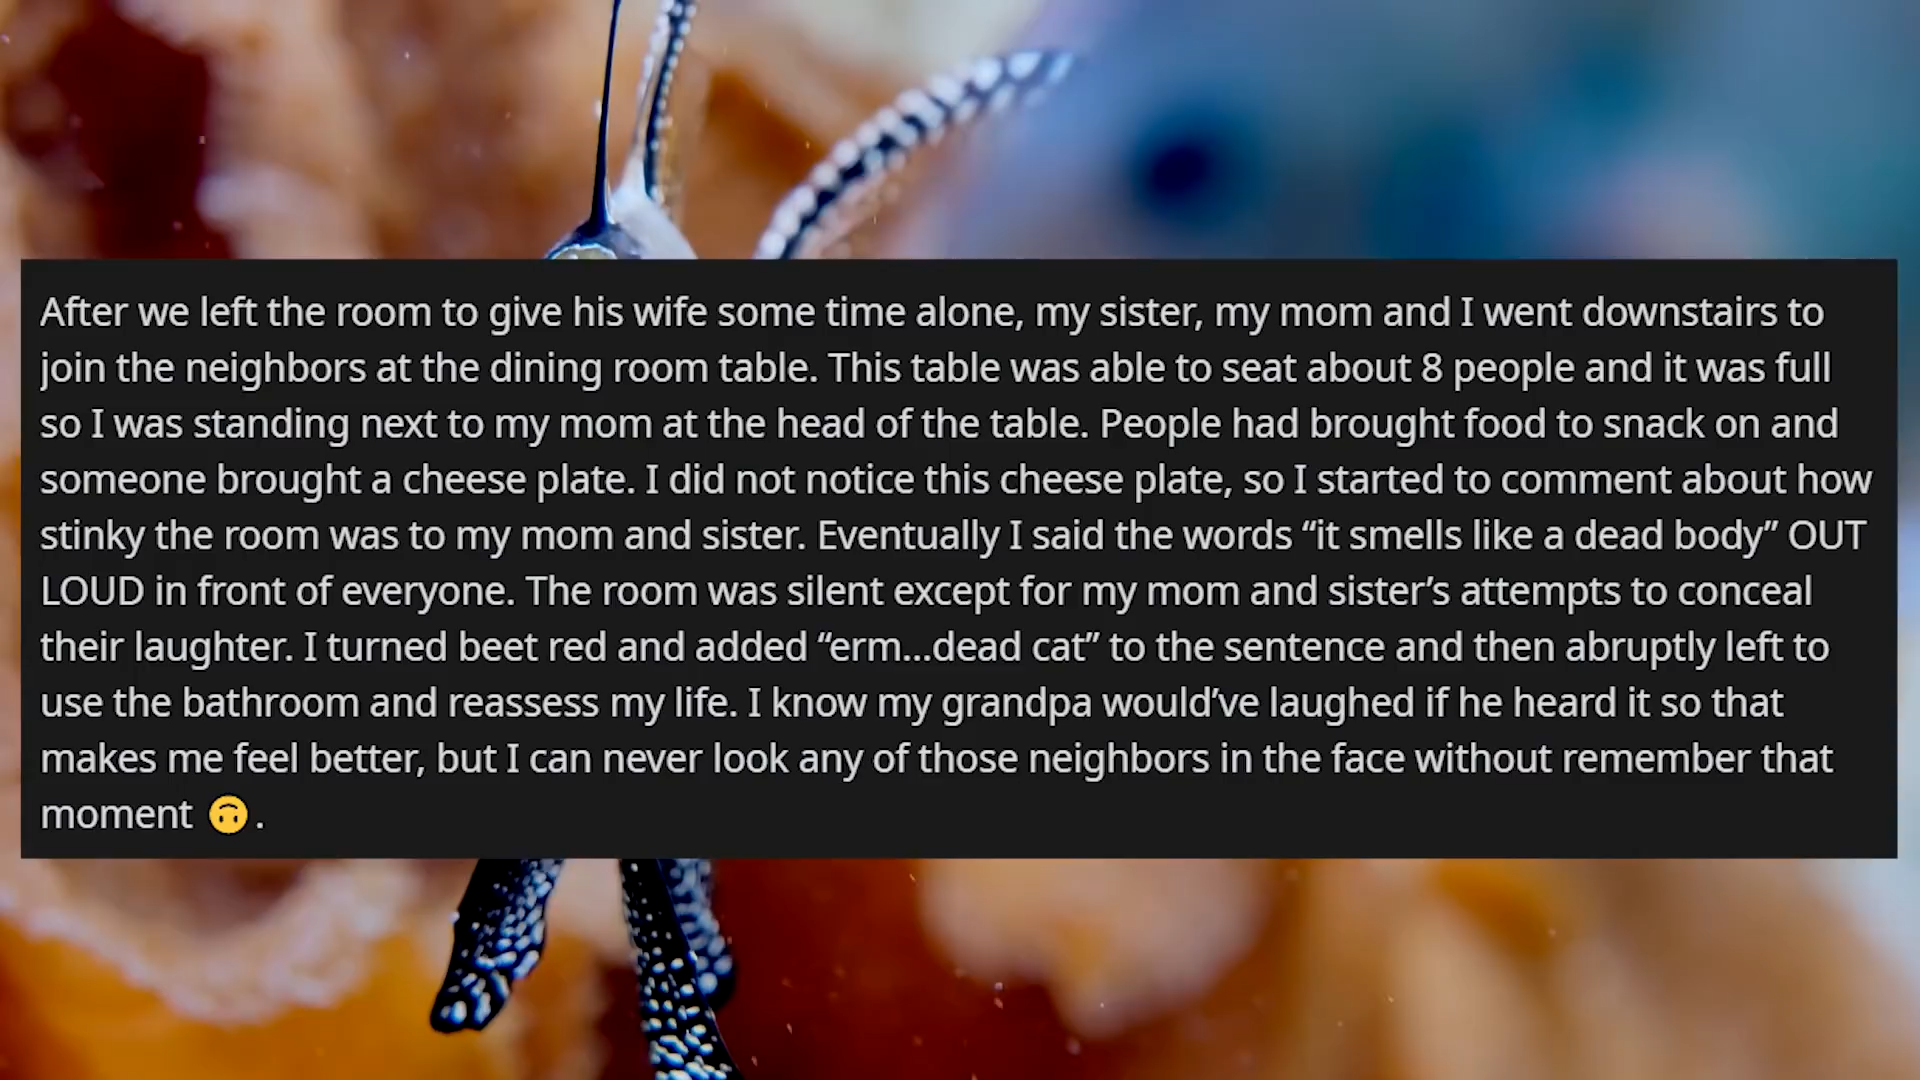 After we left the room to give his wife some time alone, my sister, my mom and I went downstairs to
join the neighbors at the dining room table. This table was able to seat about 8 people and it was full
so I was standing next to my mom at the head of the table. People had brought food to snack on and
someone brought a cheese plate. I did not notice this cheese plate, so I started to comment about how
stinky the room was to my mom and sister. Eventually I said the words “it smells like a dead body” OUT
LOUD in front of everyone. The room was silent except for my mom and sister’s attempts to conceal
their laughter. I turned beet red and added “erm...dead cat” to the sentence and then abruptly left to
use the bathroom and reassess my life. I know my grandpa would’ve laughed if he heard it so that
makes me feel better, but I can never look any of those neighbors in the face without remember that
moment 🙃.